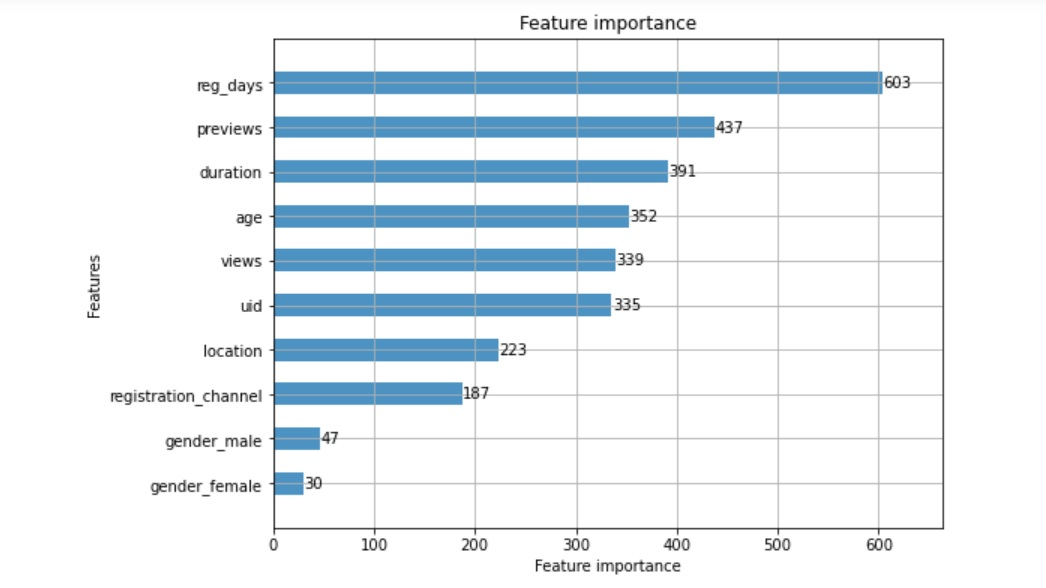 Feature importance
reg_days 603
previews 437
duration 391
age 352
views 339
uid 335
location 223
registration_channel 187
gender_male 47
gender_female 30
Features
0 100 200 300 400 500 600
Feature importance